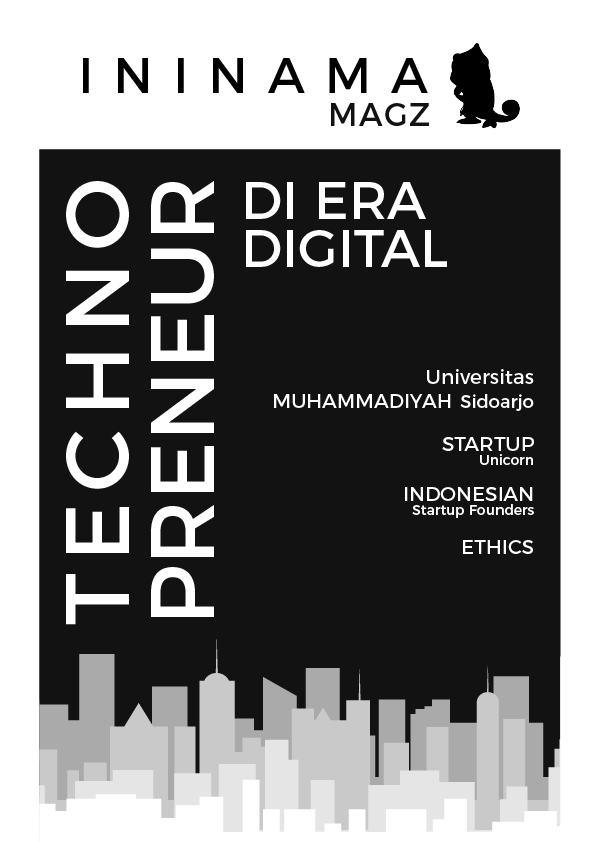 ININAMA
MAGZ
TECHNO
PRENEUR
DI ERA
DIGITAL
Universitas
MUHAMMADIYAH Sidoarjo
STARTUP
Unicorn
INDONESIAN
Startup Founders
ETHICS